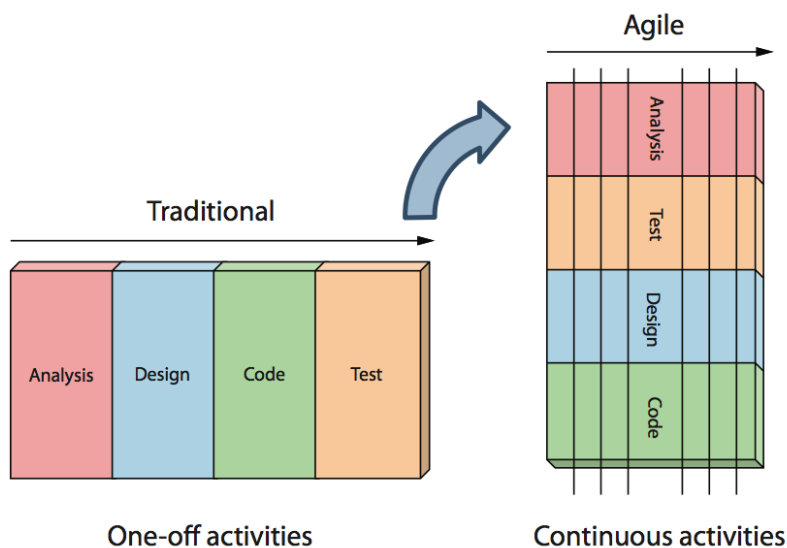 Agile
Analysis
Test
Design
Code
Traditional
Analysis Design Code Test
One-off activities
Continuous activities